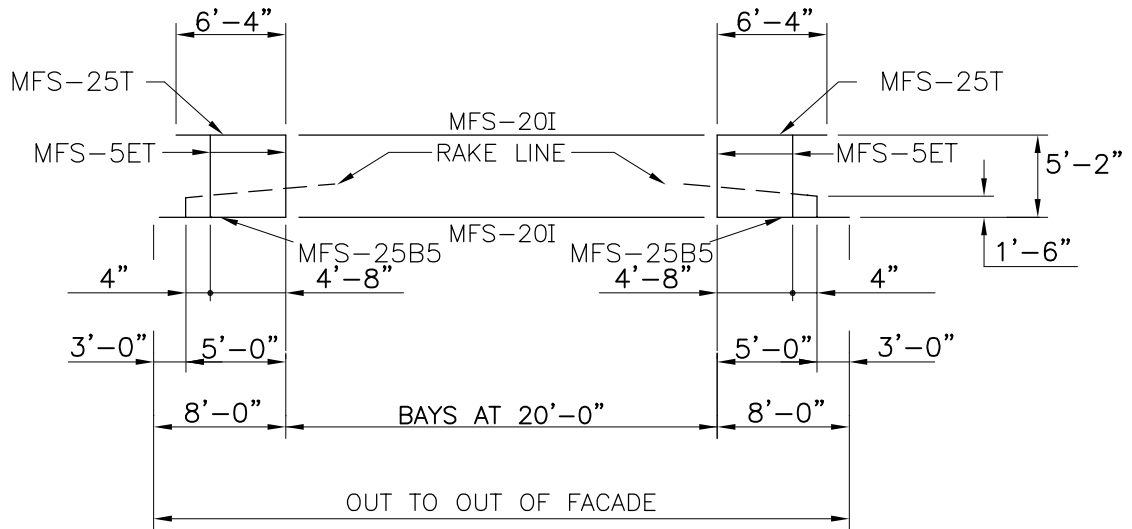 6'-4" 6'-4"
MFS-25T MFS-25T
MFS-20I
MFS-5ET RAKE LINE MFS-5ET
5'-2"
MFS-20I
MFS-25B5 MFS-25B5
1'-6"
4" 4'-8" 4'-8" 4"
3'-0" 5'-0" 5'-0" 3'-0"
8'-0" BAYS AT 20'-0" 8'-0"
OUT TO OUT OF FACADE